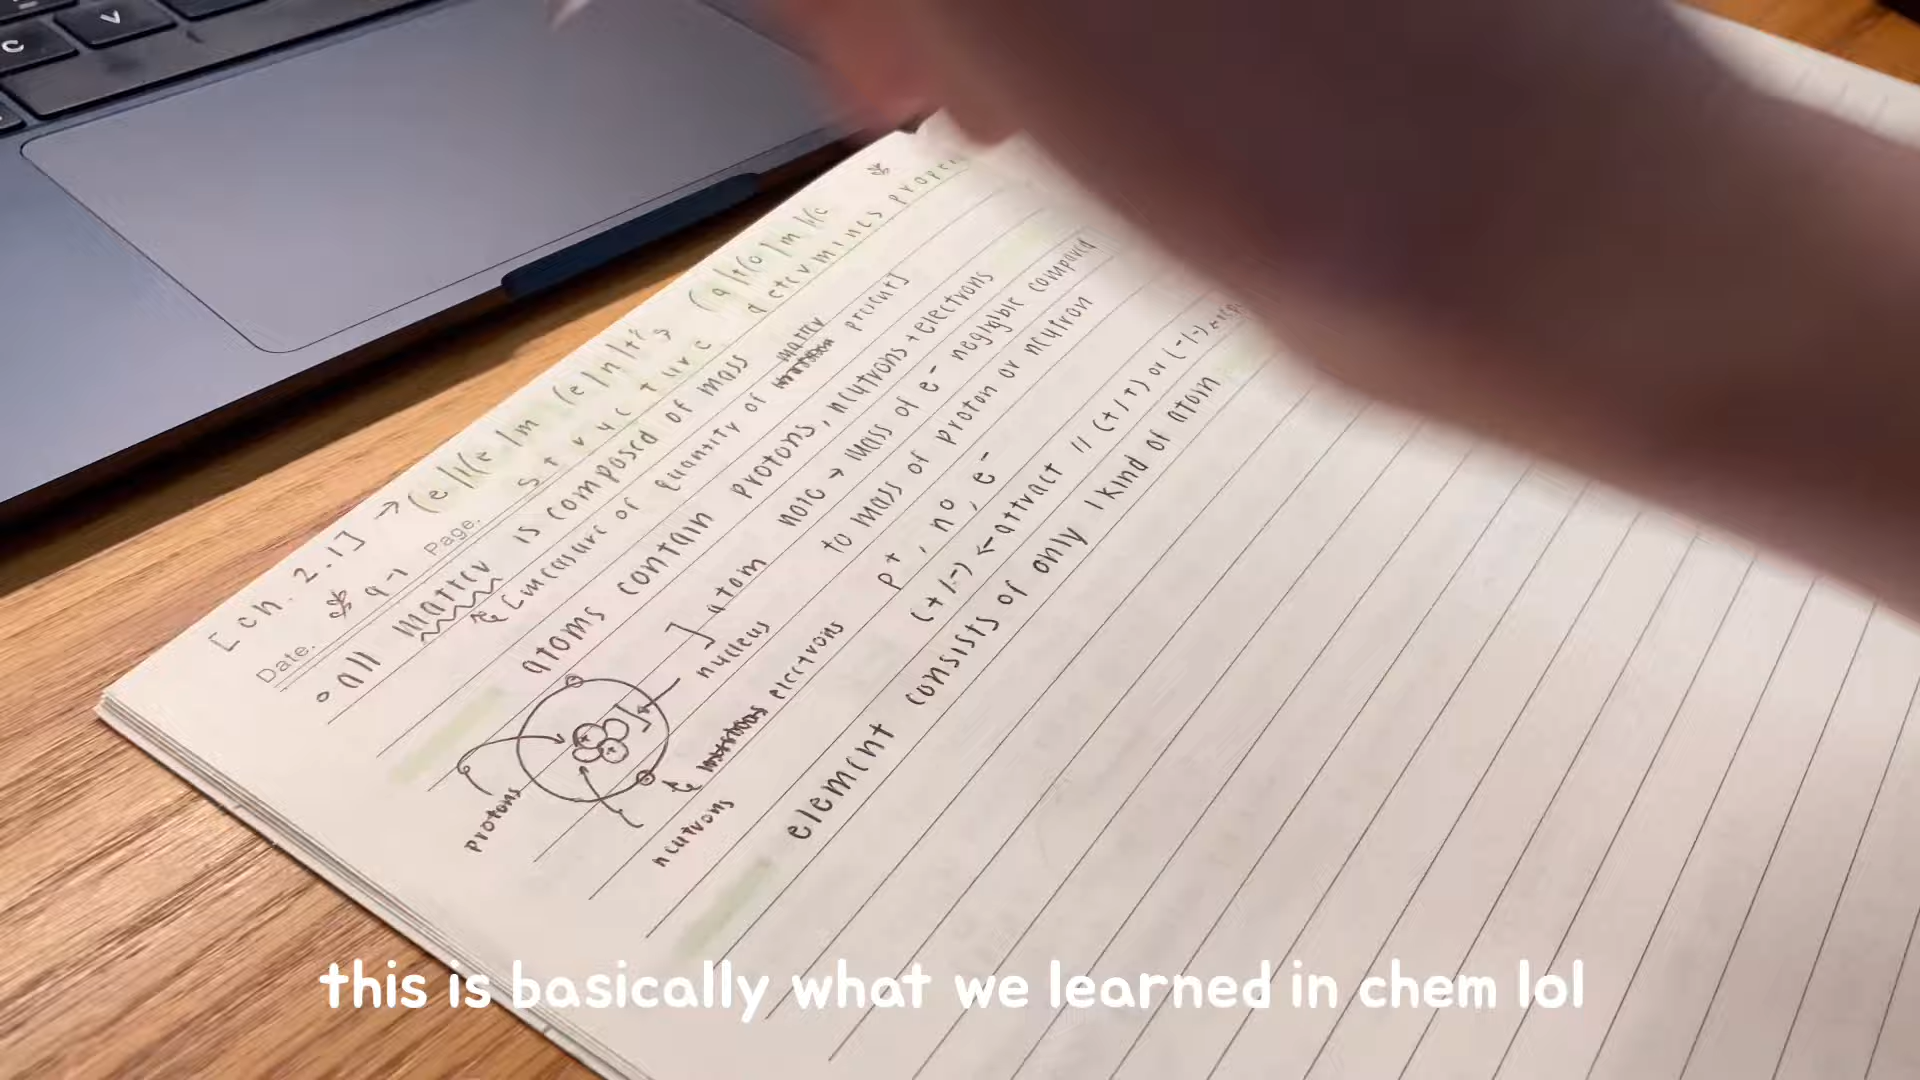 C
V
[ch. 2.1] → (e|l(e|m (e|n|t's (a|t(o|m|i(c
structure determines
Date. 9-1 Page.
all matter is composed of mass
[measure of quantity of matter present]
atoms contain protons, neutrons + electrons
] atom
note → mass of e- negligible compared
to mass of proton or neutron
nucleus
electrons
p+, n0, e-
protons
neutrons
(+/-) ← attract // (+/+) or (-/-) ←
element consists of only 1 kind of atom
this is basically what we learned in chem lol